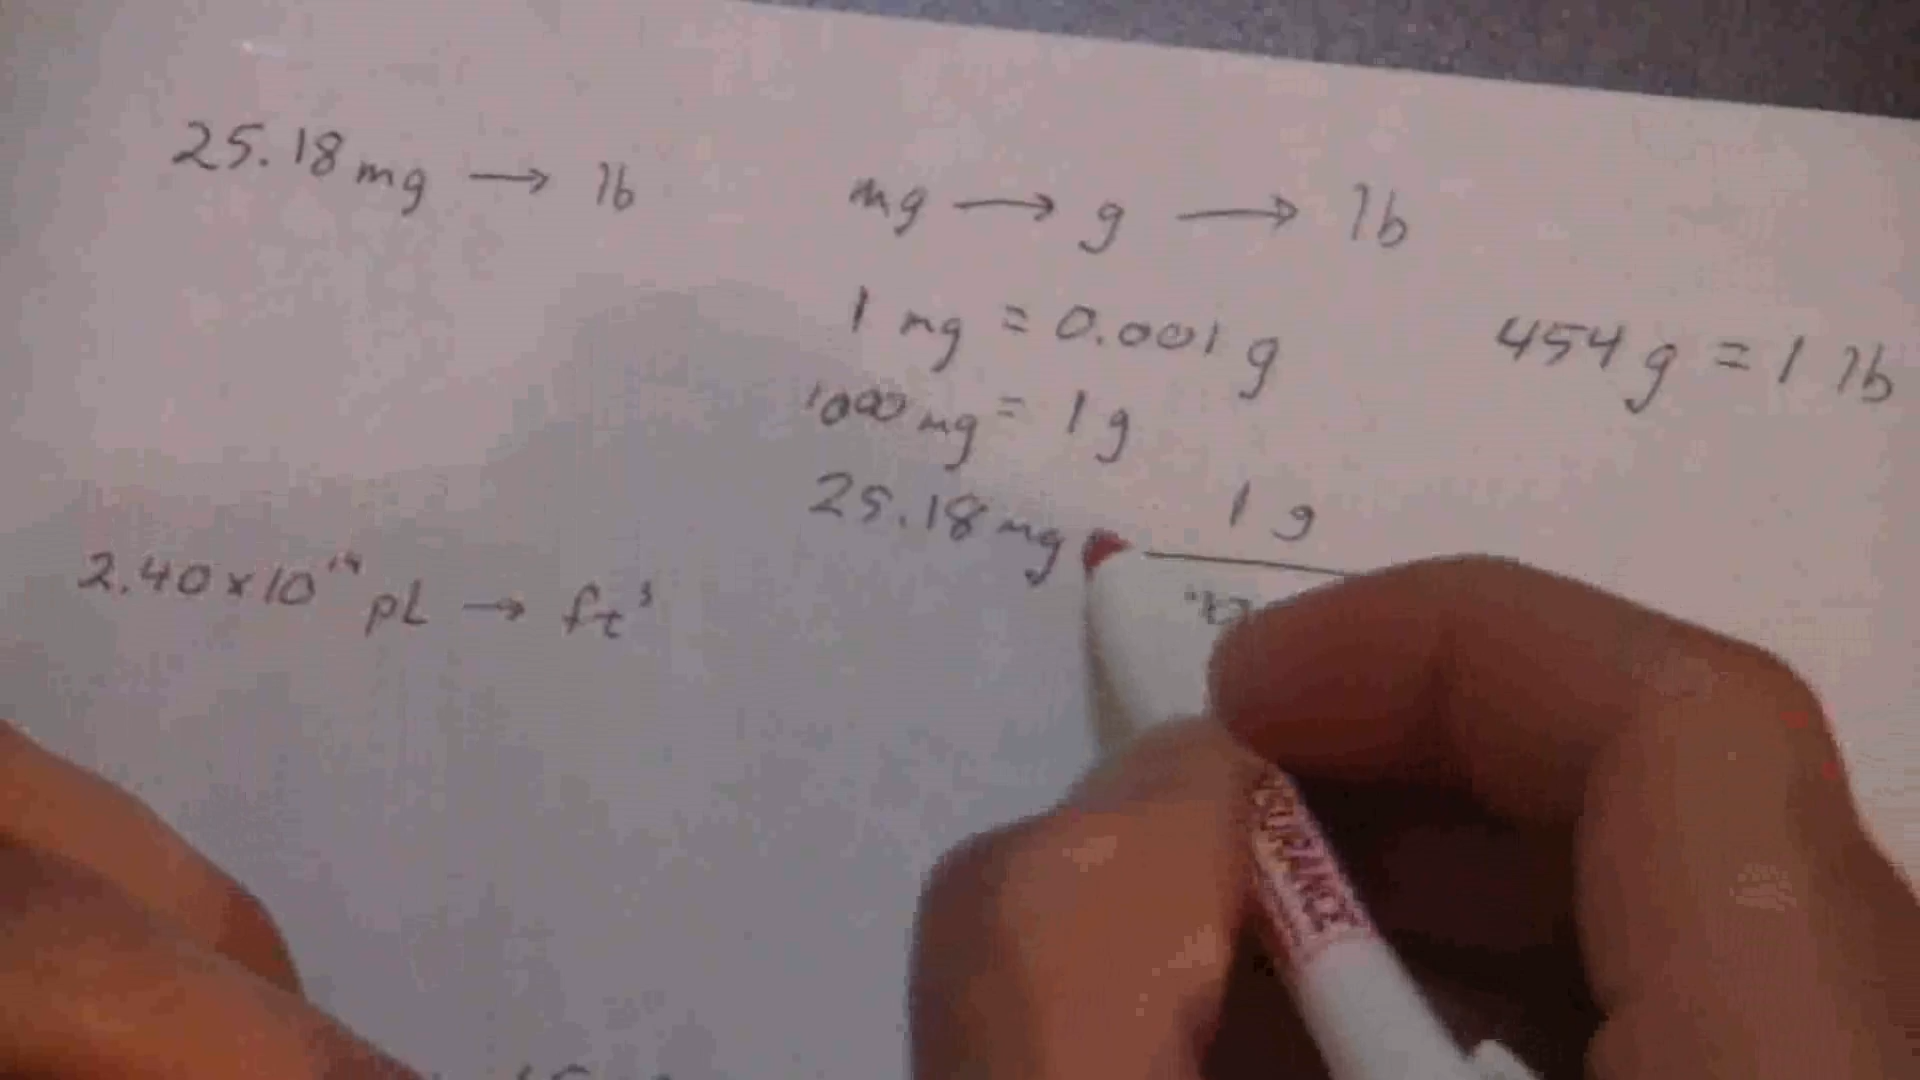 25.18 mg → lb
mg → g → lb
1 mg = 0.001 g
454 g = 1 lb
1000 mg = 1 g
25.18 mg
1 g
2.40 x 10¹⁴ pL → ft³